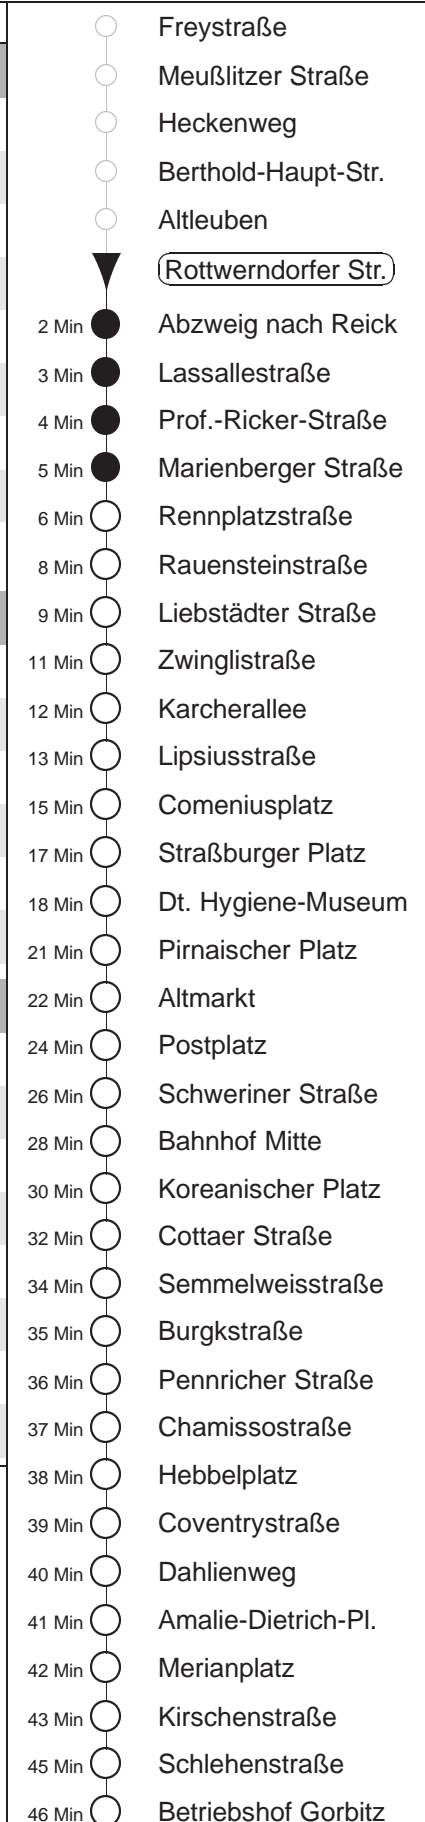 Freystraße
Meußlitzer Straße
Heckenweg
Berthold-Haupt-Str.
Altleuben
Rottwerndorfer Str.
2 Min Abzweig nach Reick
3 Min Lassallestraße
4 Min Prof.-Ricker-Straße
5 Min Marienberger Straße
6 Min Rennplatzstraße
8 Min Rauensteinstraße
9 Min Liebstädter Straße
11 Min Zwinglistraße
12 Min Karcherallee
13 Min Lipsiusstraße
15 Min Comeniusplatz
17 Min Straßburger Platz
18 Min Dt. Hygiene-Museum
21 Min Pirnaischer Platz
22 Min Altmarkt
24 Min Postplatz
26 Min Schweriner Straße
28 Min Bahnhof Mitte
30 Min Koreanischer Platz
32 Min Cottaer Straße
34 Min Semmelweisstraße
35 Min Burgkstraße
36 Min Pennricher Straße
37 Min Chamissostraße
38 Min Hebbelplatz
39 Min Coventrystraße
40 Min Dahlienweg
41 Min Amalie-Dietrich-Pl.
42 Min Merianplatz
43 Min Kirschenstraße
45 Min Schlehenstraße
46 Min Betriebshof Gorbitz